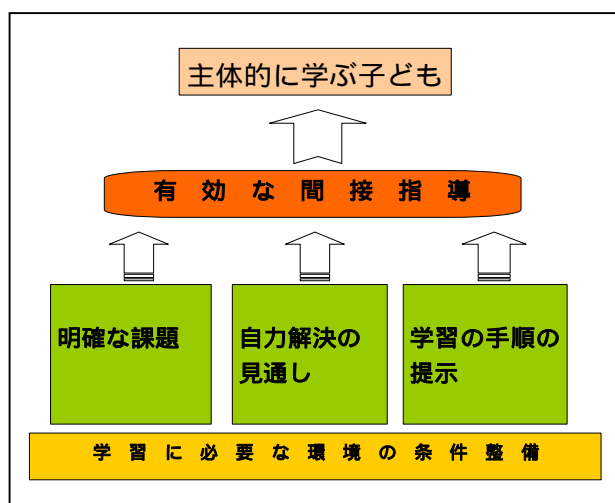 主体的に学ぶ子ども
有効な間接指導
明確な課題
自力解決の
見通し
学習の手順の
提示
学習に必要な環境の条件整備